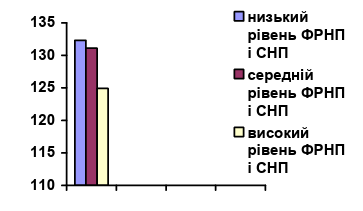 135
130
125
120
115
110
низький
рівень ФРНП
і СНП
середній
рівень ФРНП
і СНП
високий
рівень ФРНП
і СНП